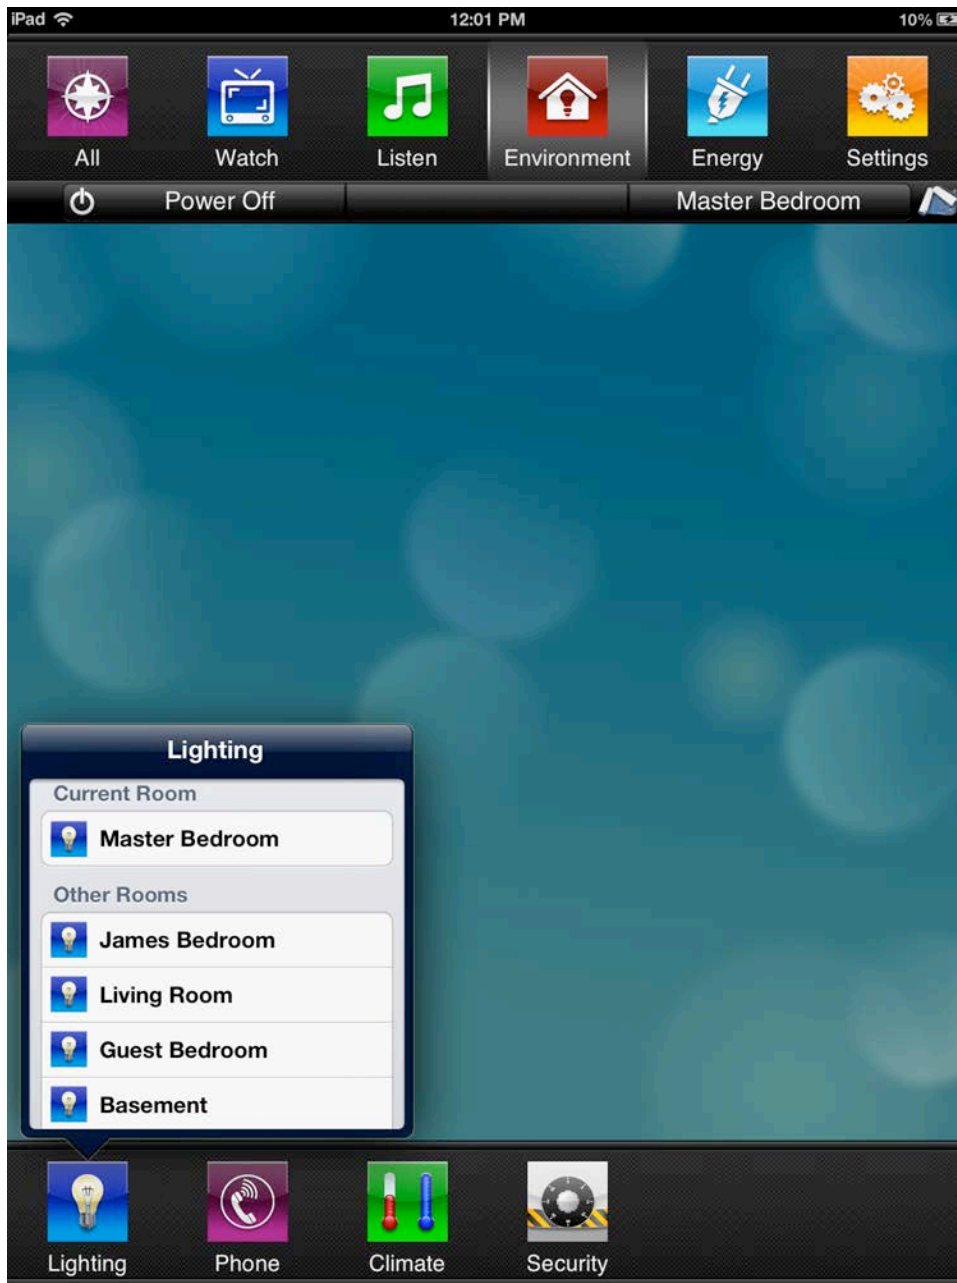 iPad 12:01 PM 10%
All Watch Listen Environment Energy Settings
Power Off Master Bedroom
Lighting
Current Room
Master Bedroom
Other Rooms
James Bedroom
Living Room
Guest Bedroom
Basement
Lighting Phone Climate Security